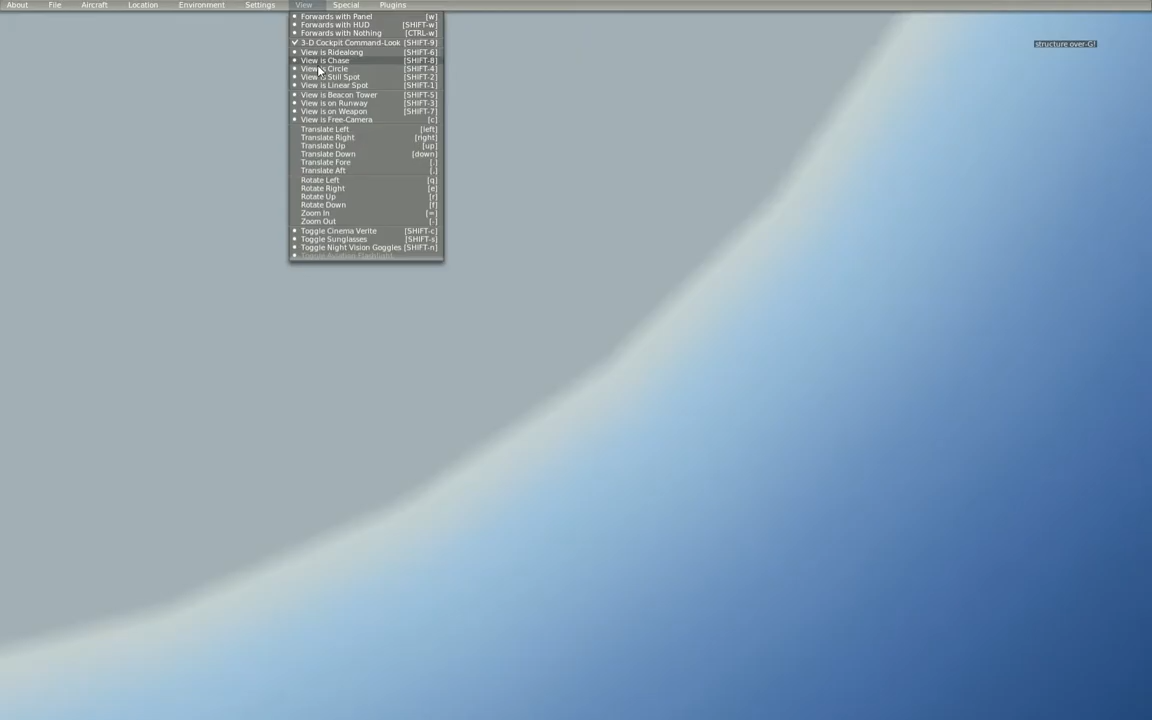 About File Aircraft Location Environment Settings View Special Plugins
Forwards with Panel [w]
Forwards with HUD [SHIFT-w]
Forwards with Nothing [CTRL-w]
3-D Cockpit Command-Look [SHIFT-9]
View is Ridealong [SHIFT-6]
View is Chase [SHIFT-8]
View is Circle [SHIFT-4]
View is Still Spot [SHIFT-2]
View is Linear Spot [SHIFT-1]
View is Beacon Tower [SHIFT-5]
View is on Runway [SHIFT-3]
View is on Weapon [SHIFT-7]
View is Free-Camera [c]
Translate Left [left]
Translate Right [right]
Translate Up [up]
Translate Down [down]
Translate Fore
Translate Aft
Rotate Left [q]
Rotate Right [e]
Rotate Up [r]
Rotate Down [f]
Zoom In [=]
Zoom Out [-]
Toggle Cinema Verite [SHIFT-c]
Toggle Sunglasses [SHIFT-s]
Toggle Night Vision Goggles [SHIFT-n]
Toggle Aviation Flashlight
structure over-G!